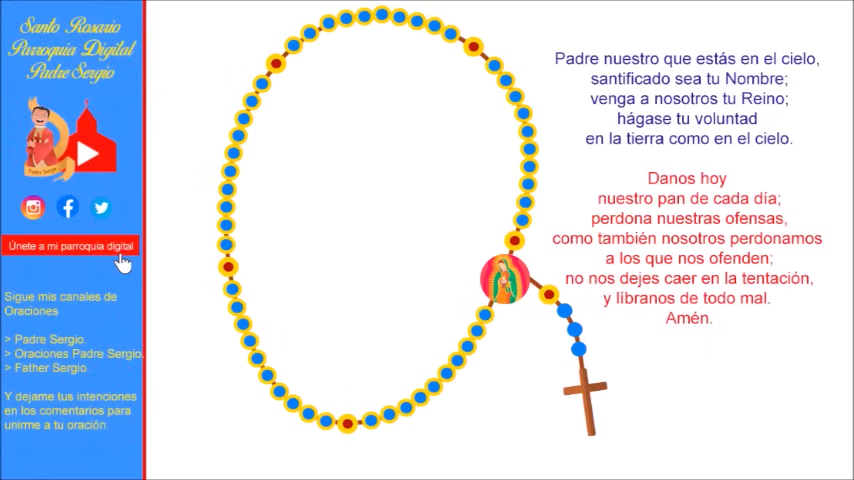 Santo Rosario
Parroquia Digital
Padre Sergio
Padre Sergio
Únete a mi parroquia digital
Sigue mis canales de
Oraciones
> Padre Sergio.
> Oraciones Padre Sergio.
> Father Sergio.
Y dejame tus intenciones
en los comentarios para
unirme a tu oración.
Padre nuestro que estás en el cielo,
santificado sea tu Nombre;
venga a nosotros tu Reino;
hágase tu voluntad
en la tierra como en el cielo.
Danos hoy
nuestro pan de cada día;
perdona nuestras ofensas,
como también nosotros perdonamos
a los que nos ofenden;
no nos dejes caer en la tentación,
y líbranos de todo mal.
Amén.